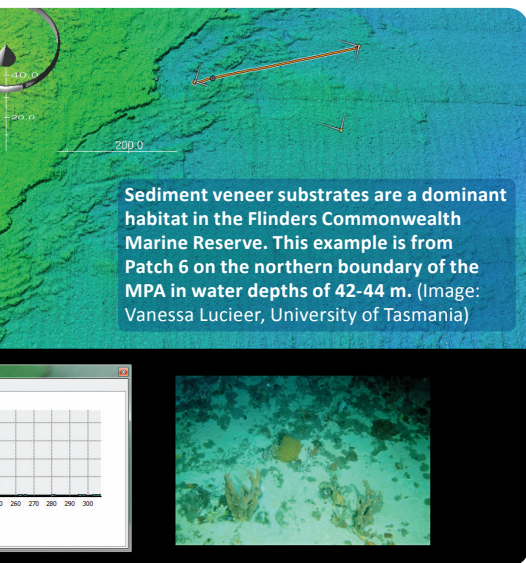 40.0
20.0
200.0
Sediment veneer substrates are a dominant
habitat in the Flinders Commonwealth
Marine Reserve. This example is from
Patch 6 on the northern boundary of the
MPA in water depths of 42-44 m. (Image:
Vanessa Lucieer, University of Tasmania)
260 270 280 290 300